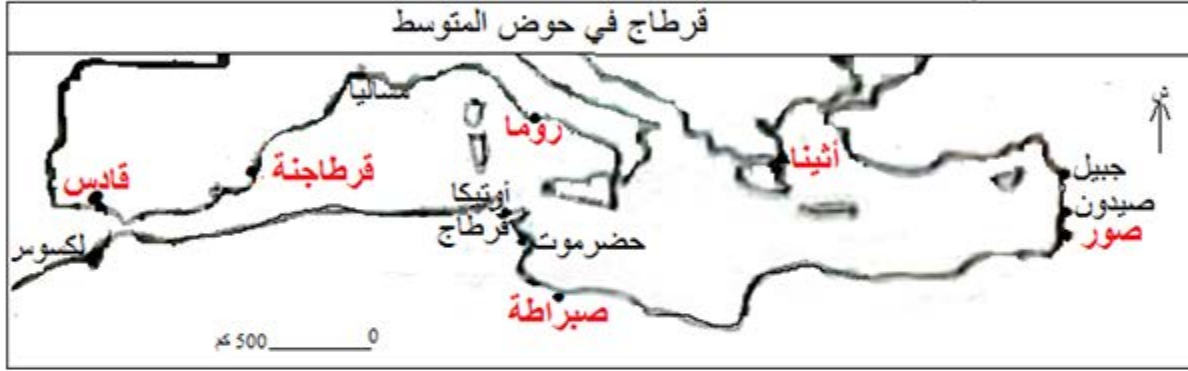 قرطاج في حوض المتوسط
مساليا
ش
روما
أثينا
قرطاجنة
جبيل
قادس
أوتيكا
صيدون
قرطاج
حضرموت
صور
لكسوس
صبراطة
0
500 كم